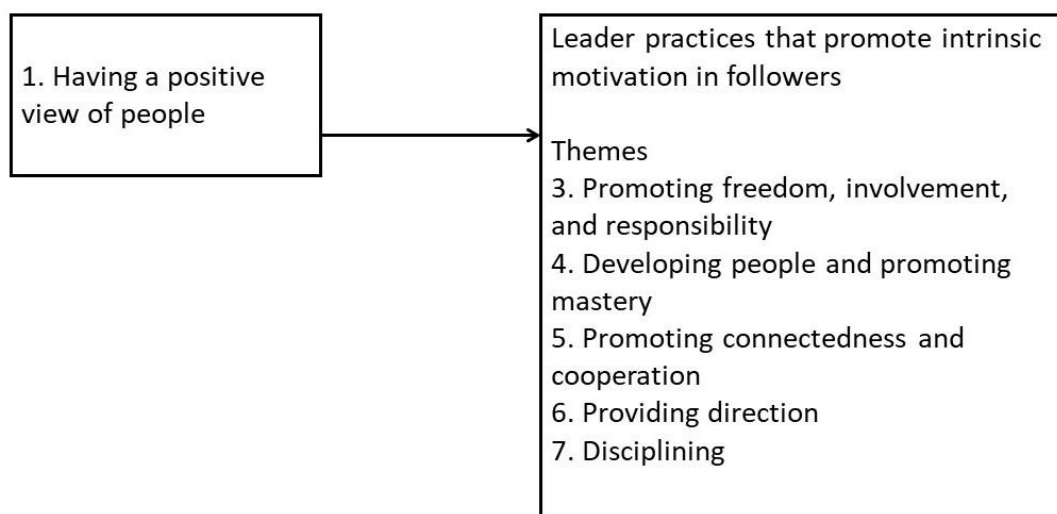 1. Having a positive
view of people
Leader practices that promote intrinsic
motivation in followers
Themes
3. Promoting freedom, involvement,
and responsibility
4. Developing people and promoting
mastery
5. Promoting connectedness and
cooperation
6. Providing direction
7. Disciplining